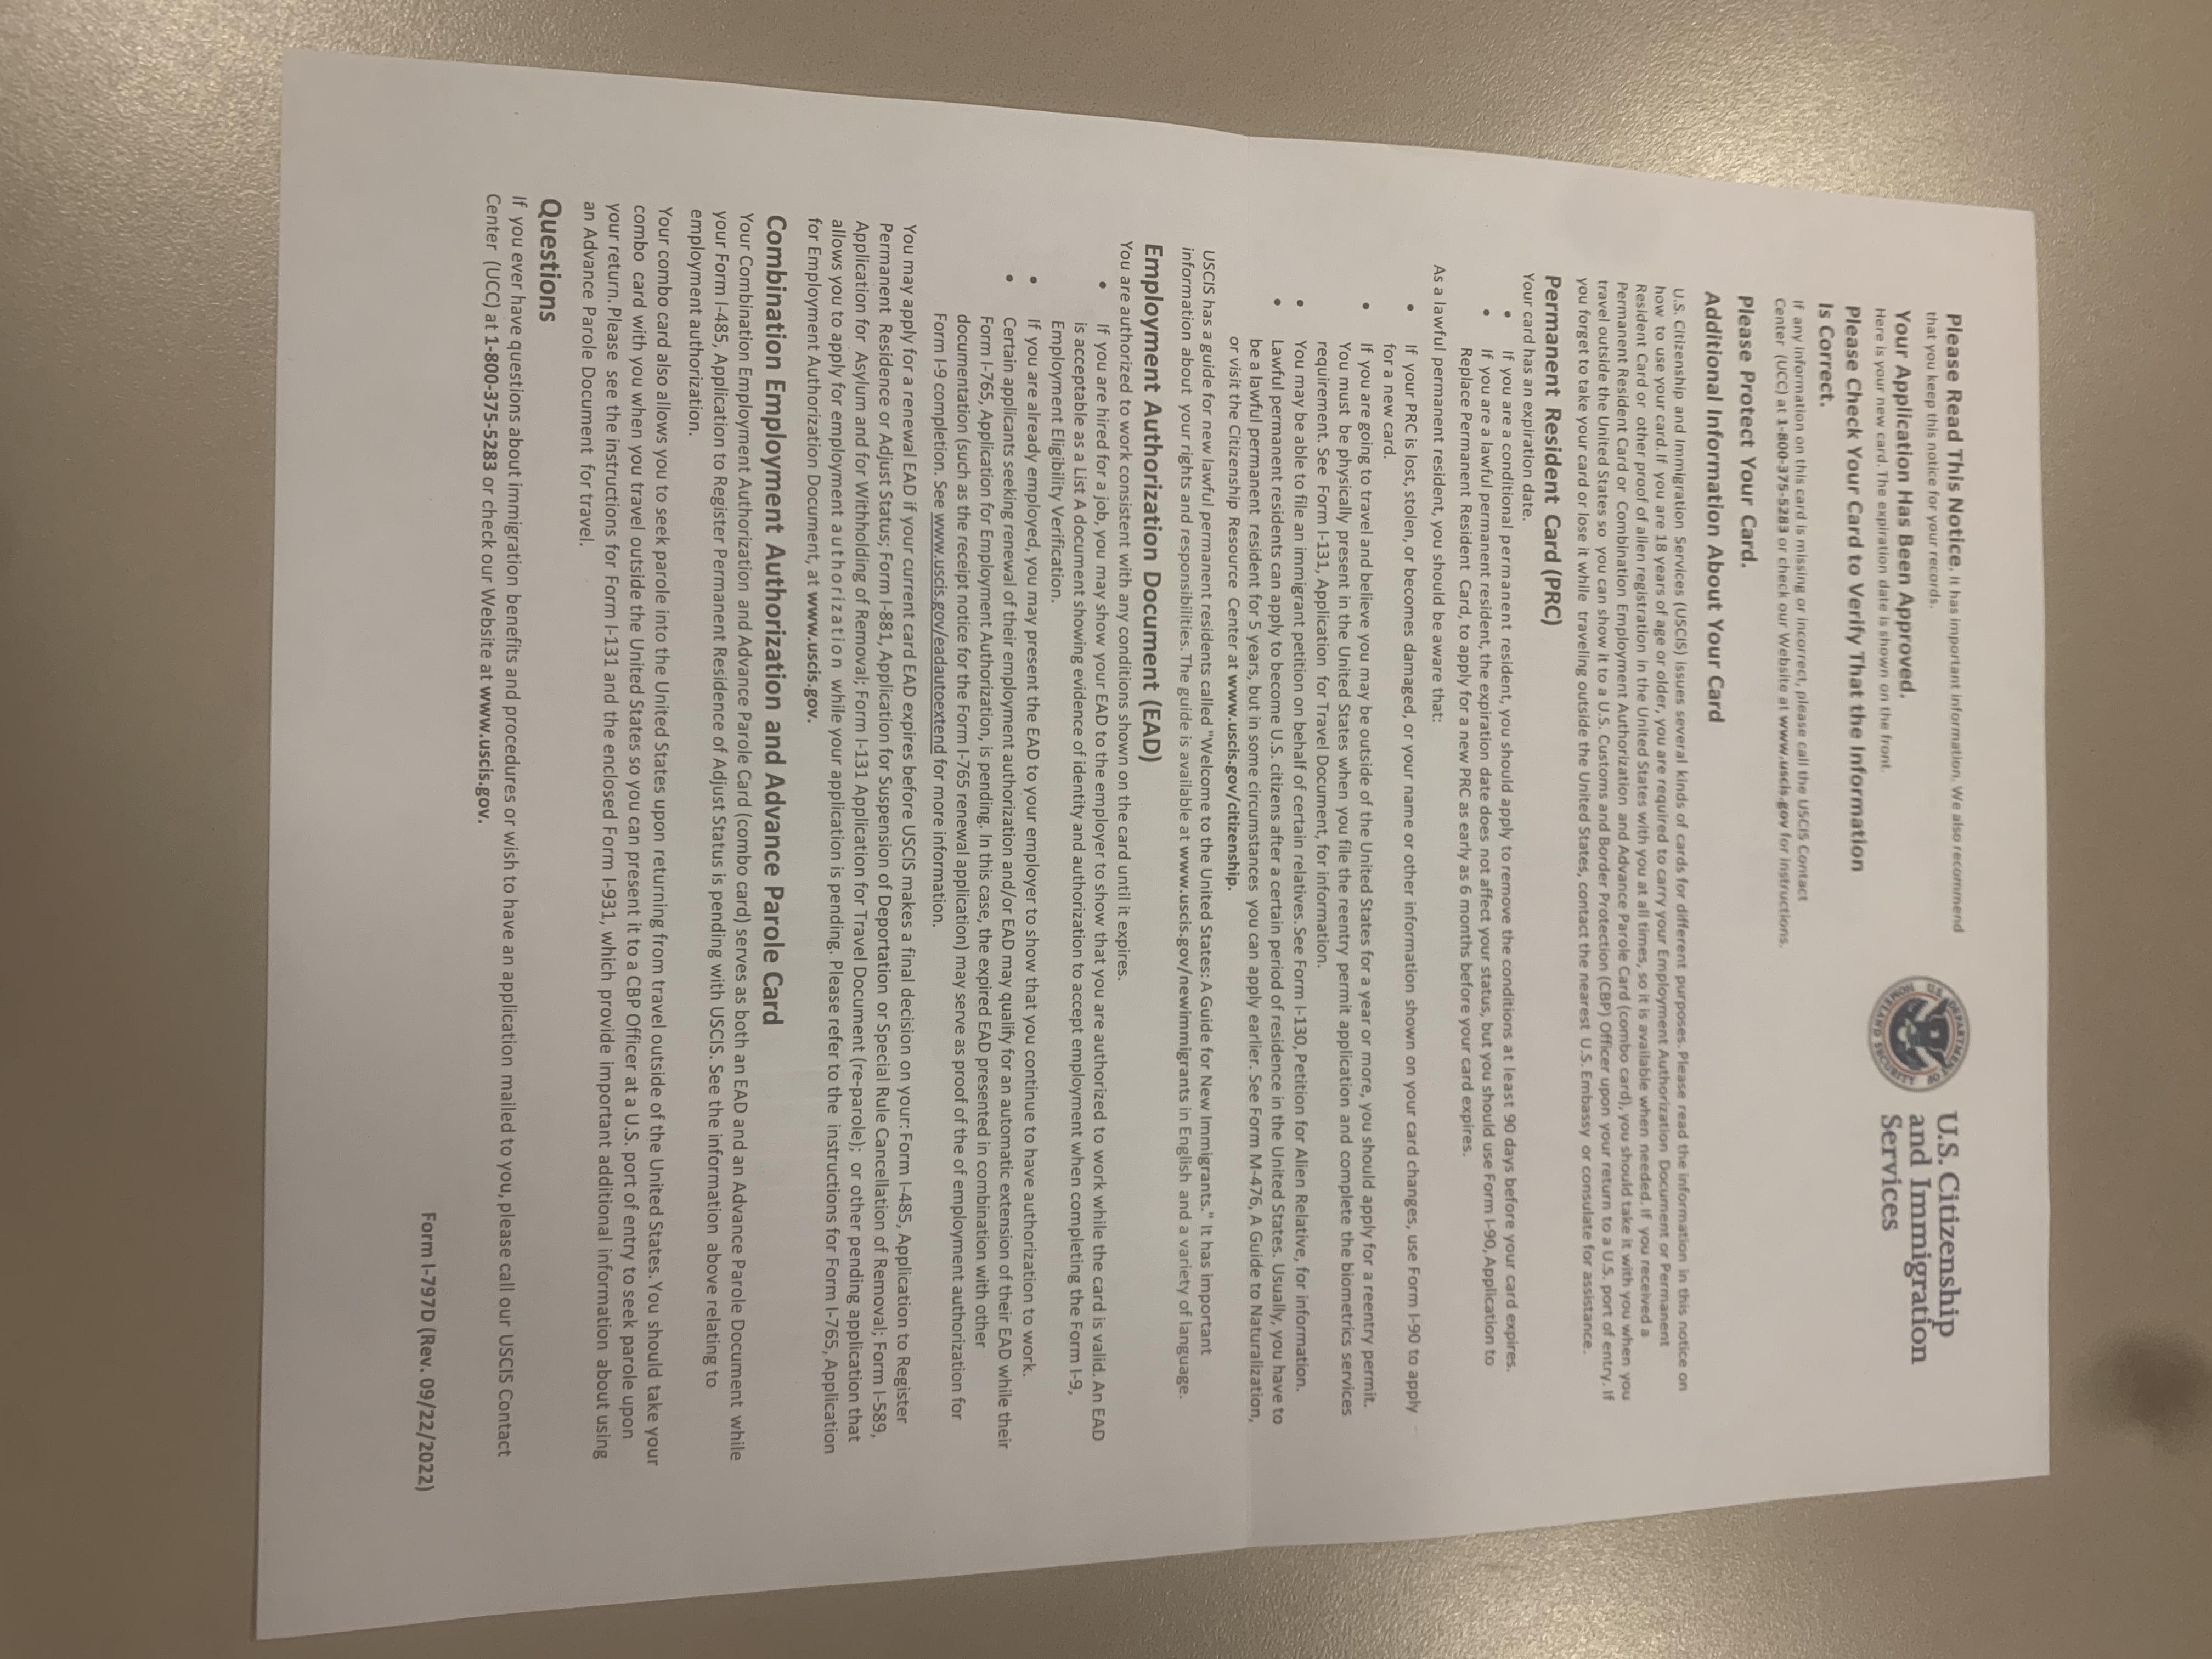 Please Read This Notice. It has important information. We also recommend
that you keep this notice for your records.
Your Application Has Been Approved.
Here is your new card. The expiration date is shown on the front.
Please Check Your Card to Verify That the Information
Is Correct.
If any information on this card is missing or incorrect, please call the USCIS Contact
Center (UCC) at 1-800-375-5283 or check our Website at www.uscis.gov for instructions.
U.S. DEPARTMENT OF HOMELAND SECURITY
U.S. Citizenship
and Immigration
Services
Please Protect Your Card.
Additional Information About Your Card
U.S. Citizenship and Immigration Services (USCIS) issues several kinds of cards for different purposes. Please read the information in this notice on
how to use your card. If you are 18 years of age or older, you are required to carry your Employment Authorization Document or Permanent
Resident Card or other proof of alien registration in the United States with you at all times, so it is available when needed. If you received a
Permanent Resident Card or Combination Employment Authorization and Advance Parole Card (combo card), you should take it with you when you
travel outside the United States so you can show it to a U.S. Customs and Border Protection (CBP) Officer upon your return to a U.S. port of entry. If
you forget to take your card or lose it while traveling outside the United States, contact the nearest U.S. Embassy or consulate for assistance.
Permanent Resident Card (PRC)
Your card has an expiration date.
• If you are a conditional permanent resident, you should apply to remove the conditions at least 90 days before your card expires.
• If you are a lawful permanent resident, the expiration date does not affect your status, but you should use Form I-90, Application to
Replace Permanent Resident Card, to apply for a new PRC as early as 6 months before your card expires.
As a lawful permanent resident, you should be aware that:
• If your PRC is lost, stolen, or becomes damaged, or your name or other information shown on your card changes, use Form I-90 to apply
for a new card.
• If you are going to travel and believe you may be outside of the United States for a year or more, you should apply for a reentry permit.
You must be physically present in the United States when you file the reentry permit application and complete the biometrics services
requirement. See Form I-131, Application for Travel Document, for information.
• You may be able to file an immigrant petition on behalf of certain relatives. See Form I-130, Petition for Alien Relative, for information.
• Lawful permanent residents can apply to become U.S. citizens after a certain period of residence in the United States. Usually, you have to
be a lawful permanent resident for 5 years, but in some circumstances you can apply earlier. See Form M-476, A Guide to Naturalization,
or visit the Citizenship Resource Center at www.uscis.gov/citizenship.
USCIS has a guide for new lawful permanent residents called "Welcome to the United States: A Guide for New Immigrants." It has important
information about your rights and responsibilities. The guide is available at www.uscis.gov/newimmigrants in English and a variety of language.
Employment Authorization Document (EAD)
You are authorized to work consistent with any conditions shown on the card until it expires.
• If you are hired for a job, you may show your EAD to the employer to show that you are authorized to work while the card is valid. An EAD
is acceptable as a List A document showing evidence of identity and authorization to accept employment when completing the Form I-9,
Employment Eligibility Verification.
• If you are already employed, you may present the EAD to your employer to show that you continue to have authorization to work.
• Certain applicants seeking renewal of their employment authorization and/or EAD may qualify for an automatic extension of their EAD while their
Form I-765, Application for Employment Authorization, is pending. In this case, the expired EAD presented in combination with other
documentation (such as the receipt notice for the Form I-765 renewal application) may serve as proof of the of employment authorization for
Form I-9 completion. See www.uscis.gov/eadautoextend for more information.
You may apply for a renewal EAD if your current card EAD expires before USCIS makes a final decision on your: Form I-485, Application to Register
Permanent Residence or Adjust Status; Form I-881, Application for Suspension of Deportation or Special Rule Cancellation of Removal; Form I-589,
Application for Asylum and for Withholding of Removal; Form I-131 Application for Travel Document (re-parole); or other pending application that
allows you to apply for employment authorization while your application is pending. Please refer to the instructions for Form I-765, Application
for Employment Authorization Document, at www.uscis.gov.
Combination Employment Authorization and Advance Parole Card
Your Combination Employment Authorization and Advance Parole Card (combo card) serves as both an EAD and an Advance Parole Document while
your Form I-485, Application to Register Permanent Residence of Adjust Status is pending with USCIS. See the information above relating to
employment authorization.
Your combo card also allows you to seek parole into the United States upon returning from travel outside of the United States. You should take your
combo card with you when you travel outside the United States so you can present it to a CBP Officer at a U.S. port of entry to seek parole upon
your return. Please see the instructions for Form I-131 and the enclosed Form I-931, which provide important additional information about using
an Advance Parole Document for travel.
Questions
If you ever have questions about immigration benefits and procedures or wish to have an application mailed to you, please call our USCIS Contact
Center (UCC) at 1-800-375-5283 or check our Website at www.uscis.gov.
Form I-797D (Rev. 09/22/2022)